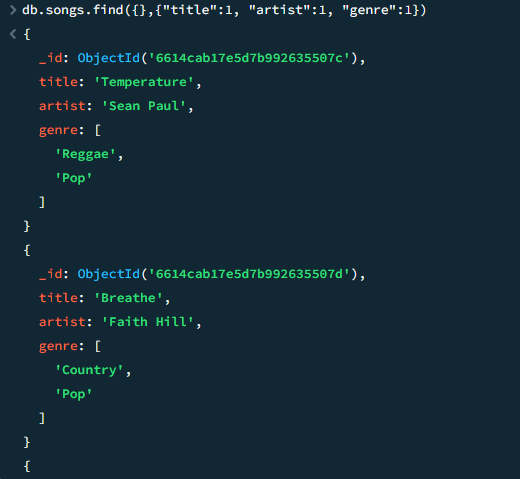 > db.songs.find({},{"title":1, "artist":1, "genre":1})
< {
_id: ObjectId('6614cab17e5d7b992635507c'),
title: 'Temperature',
artist: 'Sean Paul',
genre: [
'Reggae',
'Pop'
]
}
{
_id: ObjectId('6614cab17e5d7b992635507d'),
title: 'Breathe',
artist: 'Faith Hill',
genre: [
'Country',
'Pop'
]
}
{